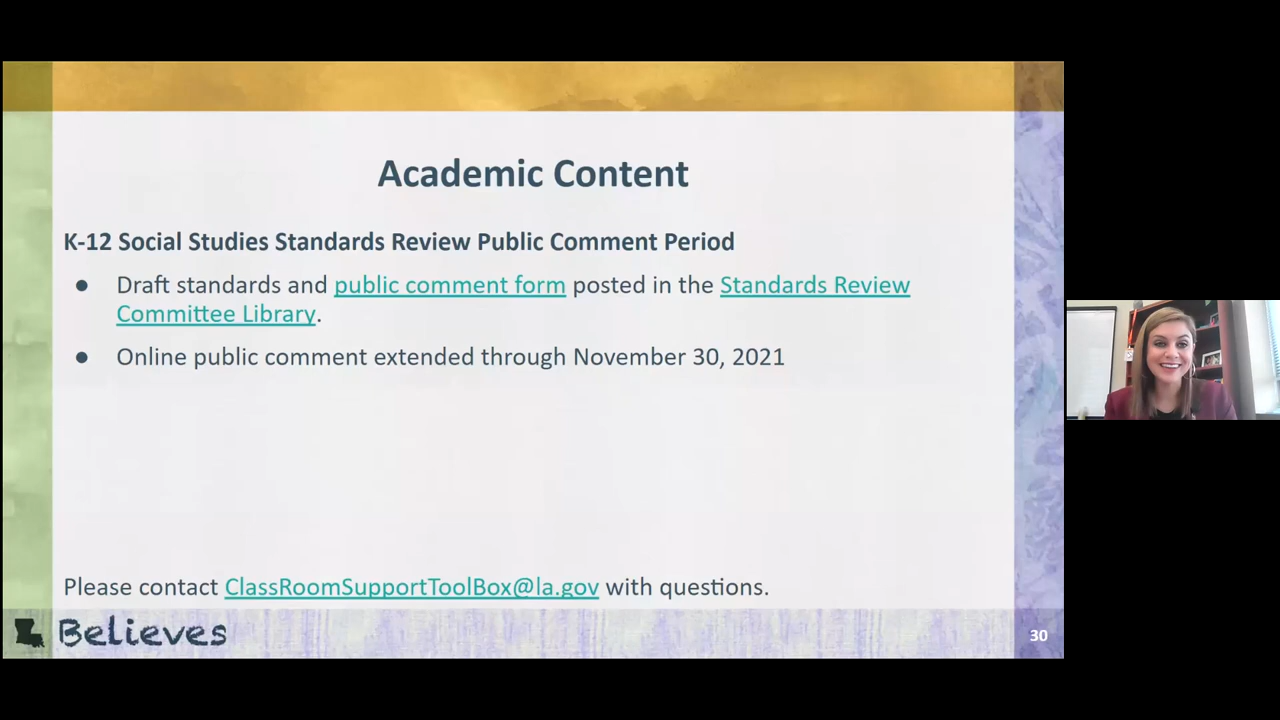 Academic Content
K-12 Social Studies Standards Review Public Comment Period
● Draft standards and public comment form posted in the Standards Review
Committee Library.
● Online public comment extended through November 30, 2021
Please contact ClassRoomSupportToolBox@la.gov with questions.
Believes
30